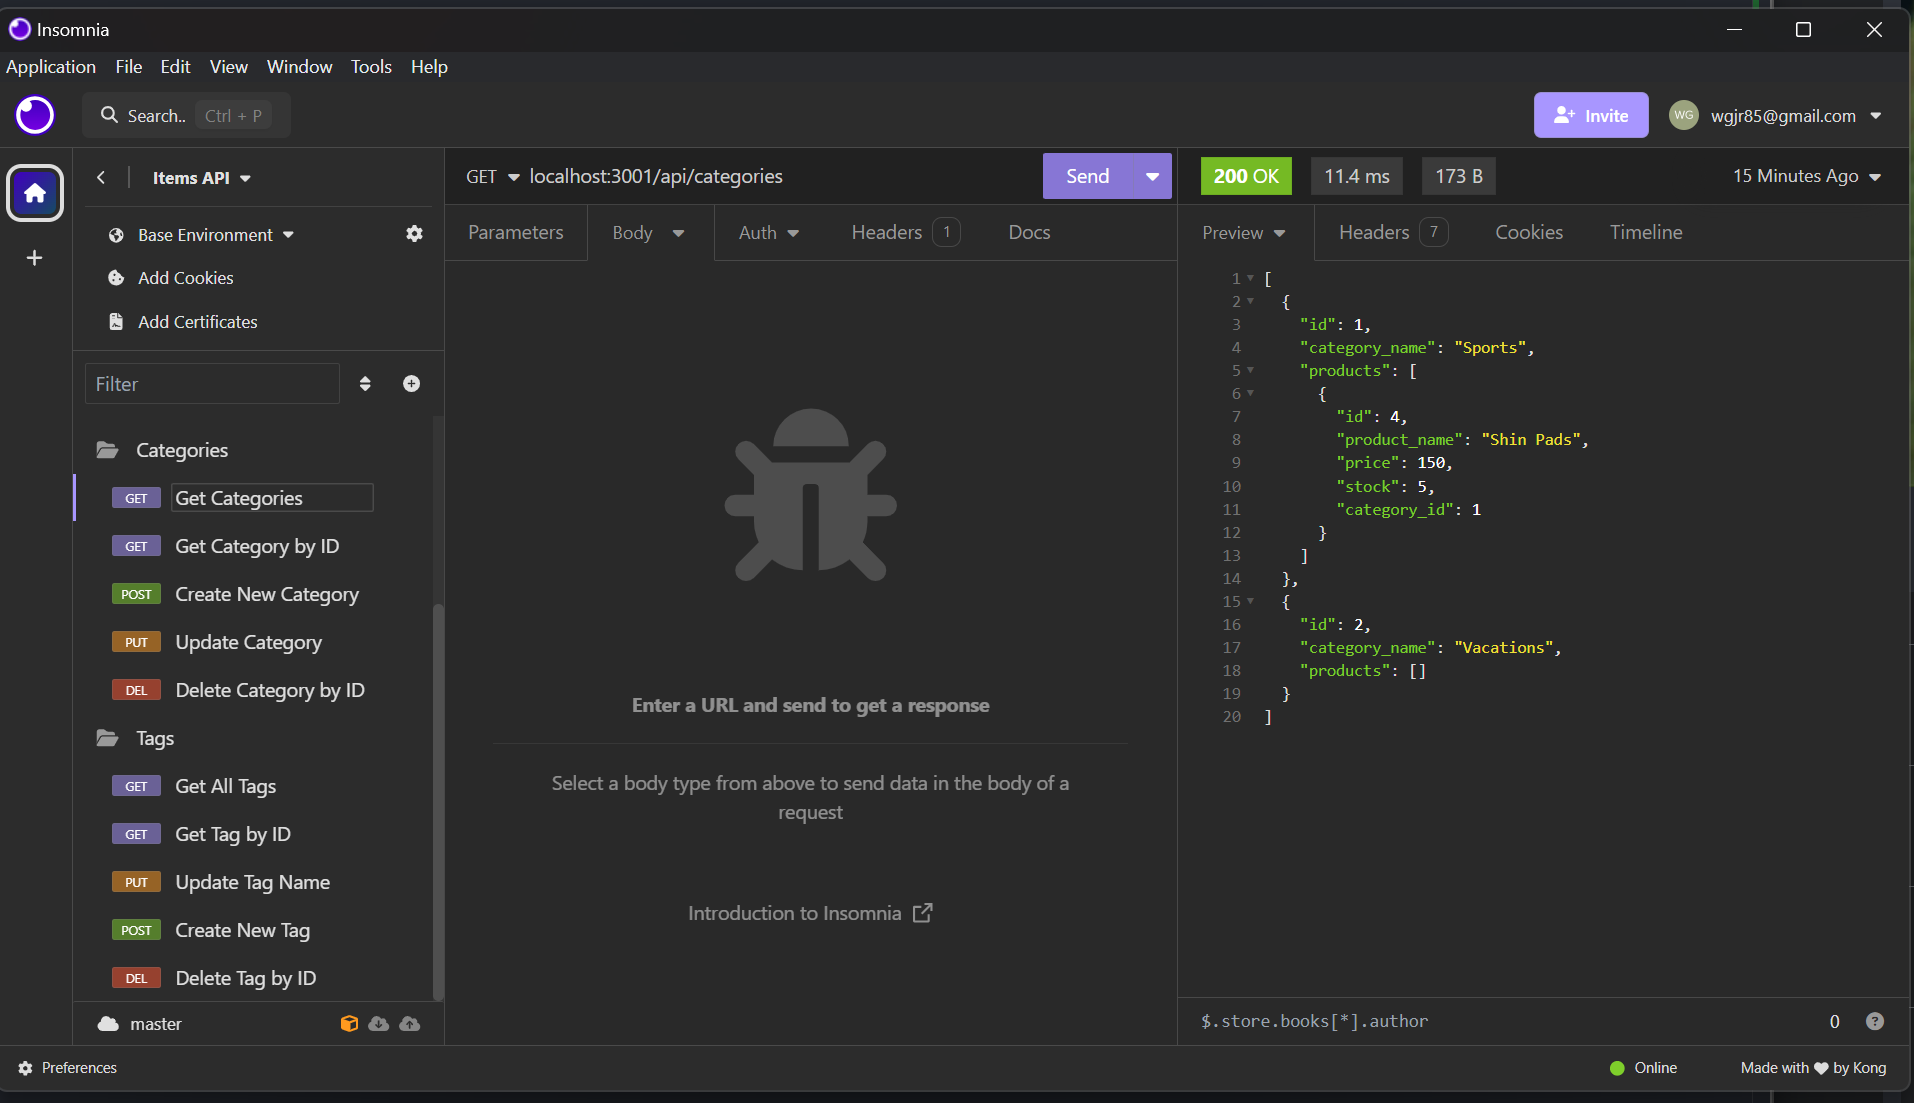 Insomnia
Application File Edit View Window Tools Help
Search.. Ctrl + P
Invite
WG wgjr85@gmail.com
Items API
Base Environment
Add Cookies
Add Certificates
Filter
Categories
GET Get Categories
GET Get Category by ID
POST Create New Category
PUT Update Category
DEL Delete Category by ID
Tags
GET Get All Tags
GET Get Tag by ID
PUT Update Tag Name
POST Create New Tag
DEL Delete Tag by ID
master
GET localhost:3001/api/categories
Send
Parameters Body Auth Headers 1 Docs
Enter a URL and send to get a response
Select a body type from above to send data in the body of a
request
Introduction to Insomnia
200 OK 11.4 ms 173 B 15 Minutes Ago
Preview Headers 7 Cookies Timeline
1 [
2 {
3 "id": 1,
4 "category_name": "Sports",
5 "products": [
6 {
7 "id": 4,
8 "product_name": "Shin Pads",
9 "price": 150,
10 "stock": 5,
11 "category_id": 1
12 }
13 ]
14 },
15 {
16 "id": 2,
17 "category_name": "Vacations",
18 "products": []
19 }
20 ]
$.store.books[*].author 0 ?
Preferences
Online
Made with ♥ by Kong